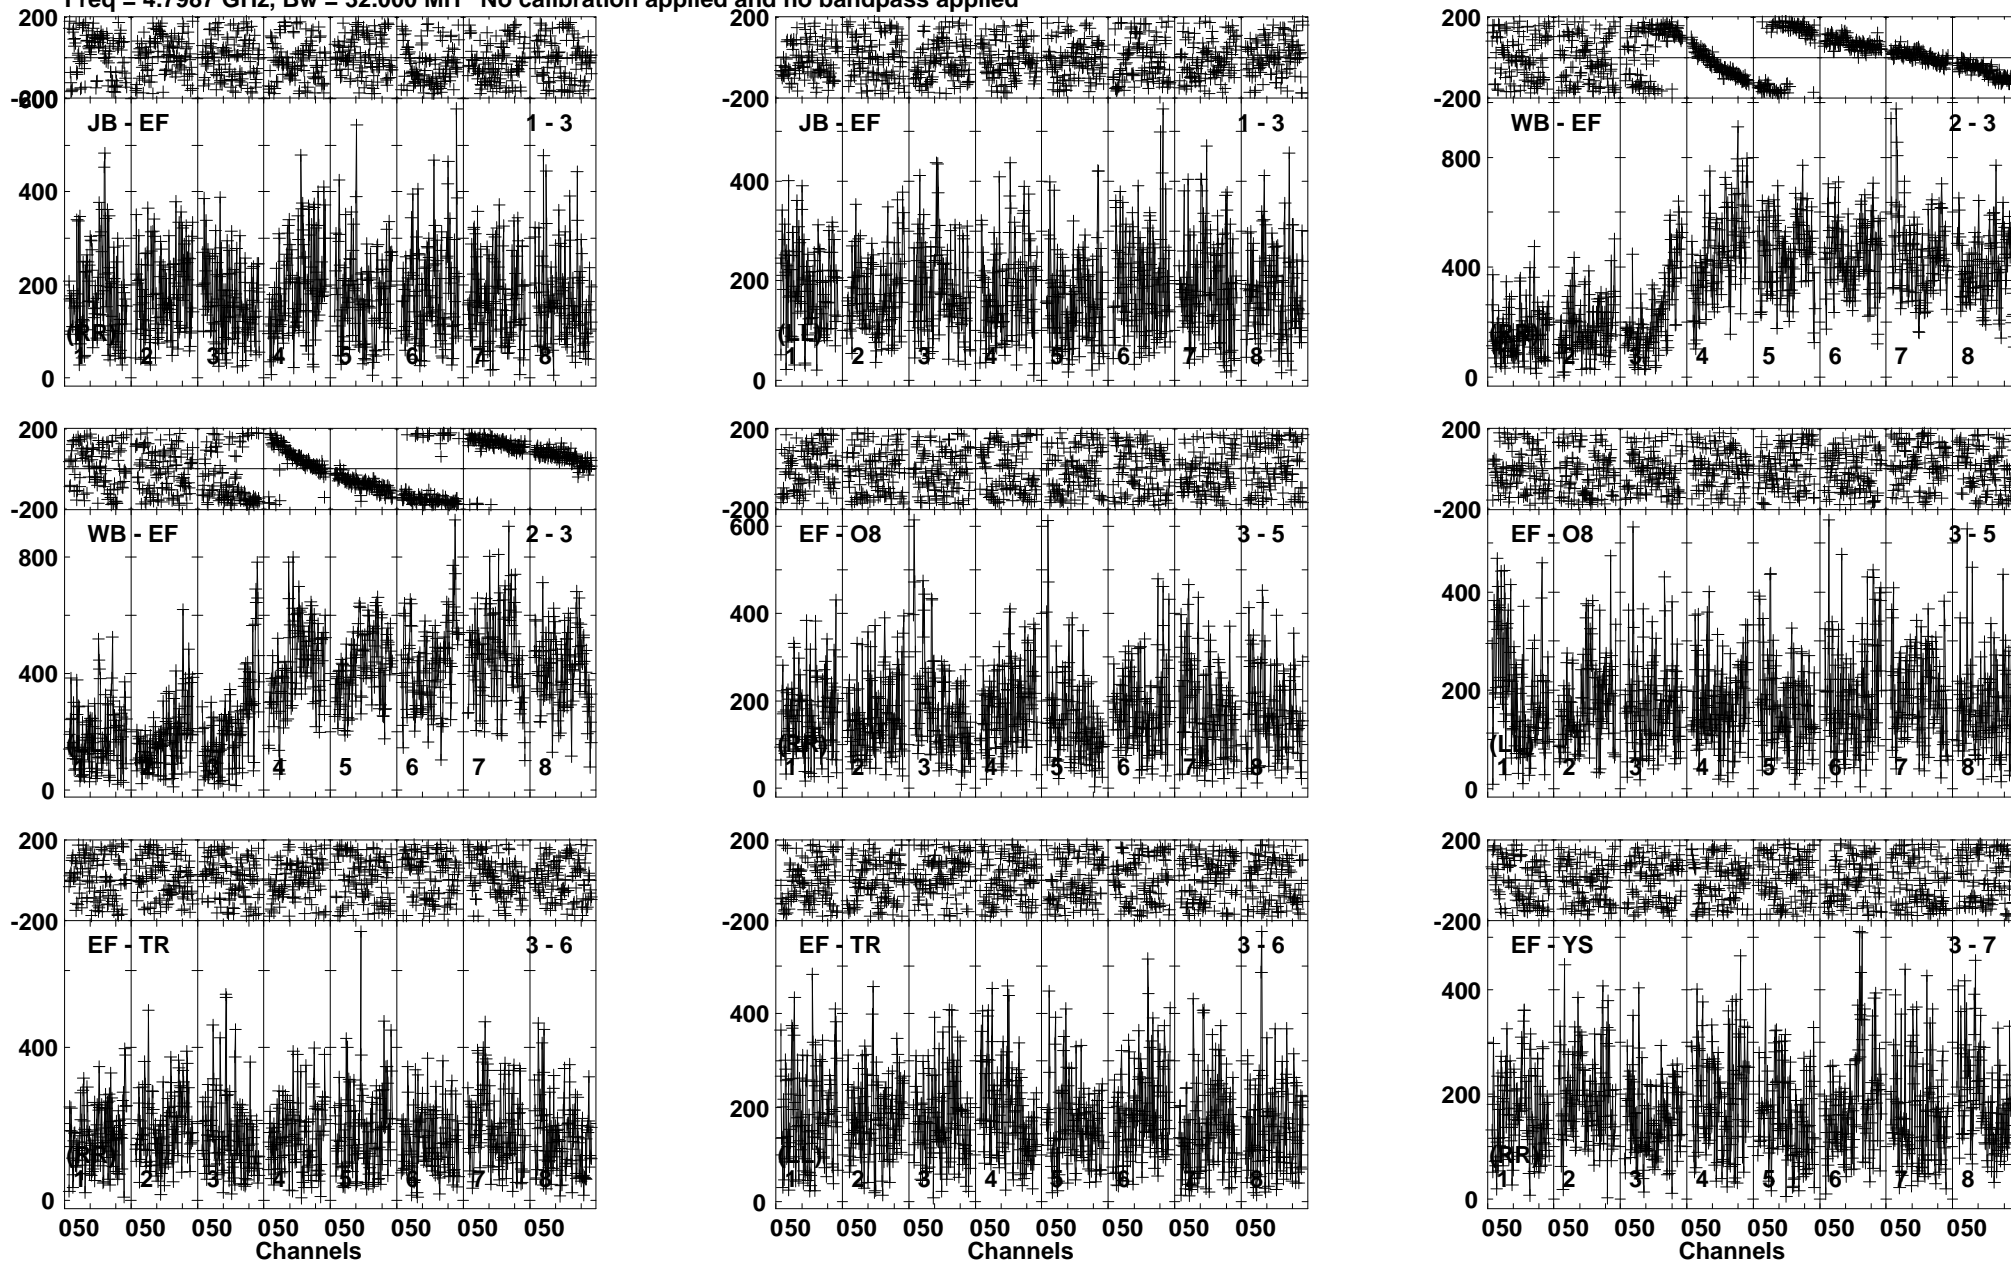 Freq = 4.7987 GHz, Bw = 32.000 MH No calibration applied and no bandpass applied
200 200 200
-200 -200 -200
600
JB - EF 1 - 3 JB - EF 1 - 3 WB - EF 2 - 3
800
400 400
400
200 200
(RR) (LL) (RR)
1 2 3 4 5 6 7 8 1 2 3 4 5 6 7 8 1 2 3 4 5 6 7 8
0 0 0
200 200 200
-200 -200 -200
600
WB - EF 2 - 3 EF - O8 3 - 5 EF - O8 3 - 5
800
400 400
400
200 200
(RR) (LL)
1 2 3 4 5 6 7 8 1 2 3 4 5 6 7 8 1 2 3 4 5 6 7 8
0 0 0
200 200 200
-200 -200 -200
EF - TR 3 - 6 EF - TR 3 - 6 EF - YS 3 - 7
400 400 400
200 200
(RR) (LL) (RR)
1 2 3 4 5 6 7 8 1 2 3 4 5 6 7 8 1 2 3 4 5 6 7 8
0 0 0
050 050 050 050 050 050 050 050 050 050 050 050 050 050 050 050 050 050 050 050 050 050 050 050
Channels Channels Channels